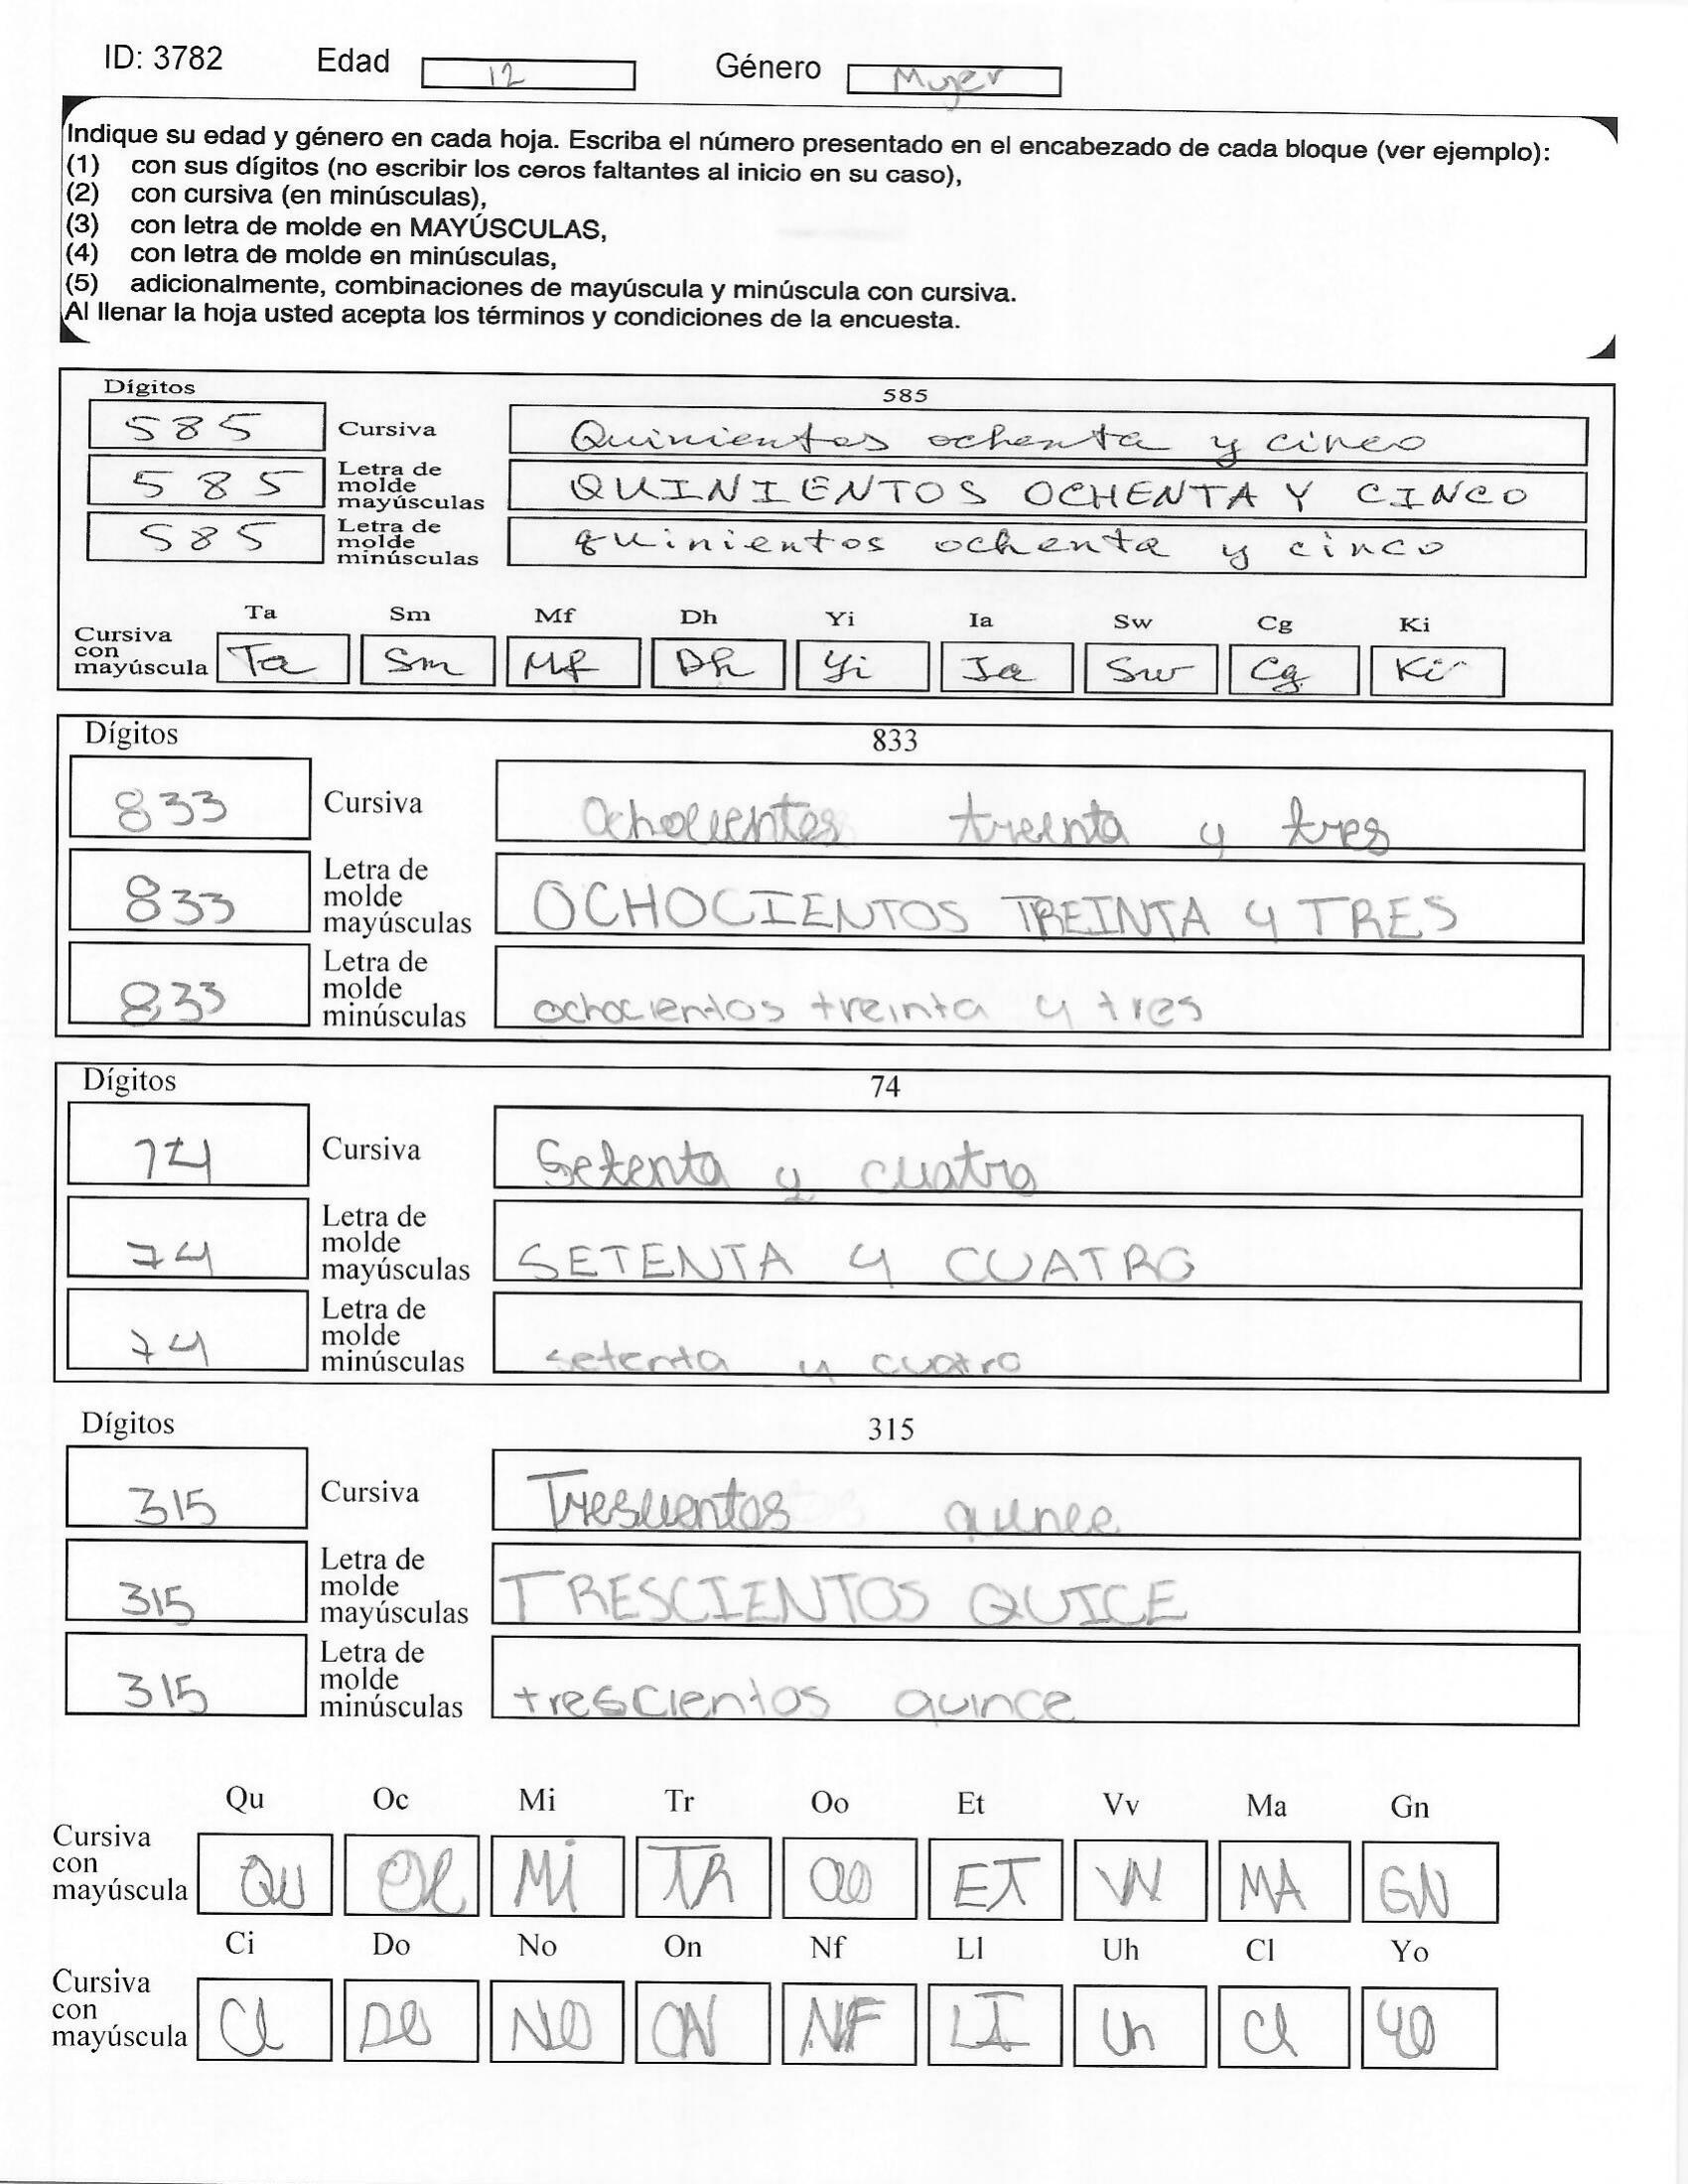 ID: 3782 Edad 12 Género Mujer
Indique su edad y género en cada hoja. Escriba el número presentado en el encabezado de cada bloque (ver ejemplo):
(1) con sus dígitos (no escribir los ceros faltantes al inicio en su caso),
(2) con cursiva (en minúsculas),
(3) con letra de molde en MAYÚSCULAS,
(4) con letra de molde en minúsculas,
(5) adicionalmente, combinaciones de mayúscula y minúscula con cursiva.
Al llenar la hoja usted acepta los términos y condiciones de la encuesta.
Dígitos 585
585 Cursiva Quinientos ochenta y cinco
585 Letra de molde mayúsculas QUINIENTOS OCHENTA Y CINCO
585 Letra de molde minúsculas quinientos ochenta y cinco
Ta Sm Mf Dh Yi Ia Sw Cg Ki
Cursiva con mayúscula Ta Sm Mf Dh Yi Ia Sw Cg Ki
Dígitos 833
833 Cursiva Ochocientos treinta y tres
833 Letra de molde mayúsculas OCHOCIENTOS TREINTA Y TRES
833 Letra de molde minúsculas ochocientos treinta y tres
Dígitos 74
74 Cursiva Setenta y cuatro
74 Letra de molde mayúsculas SETENTA Y CUATRO
74 Letra de molde minúsculas setenta y cuatro
Dígitos 315
315 Cursiva Trescientos quince
315 Letra de molde mayúsculas TRESCIENTOS QUICE
315 Letra de molde minúsculas trescientos quince
Qu Oc Mi Tr Oo Et Vv Ma Gn
Cursiva con mayúscula QU OC Mi TR OO ET VV MA GN
Ci Do No On Nf Ll Uh Cl Yo
Cursiva con mayúscula Ci DO NO ON NF LI Uh Cl YO